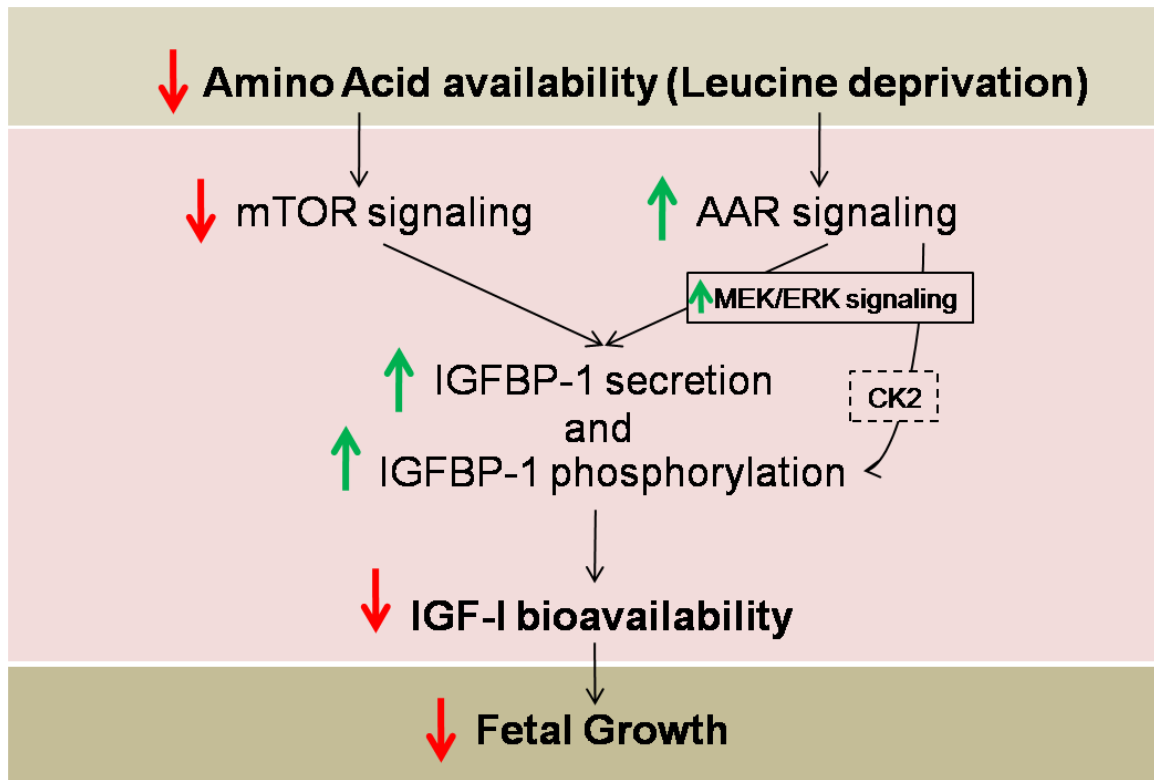 Amino Acid availability (Leucine deprivation)
mTOR signaling
AAR signaling
MEK/ERK signaling
IGFBP-1 secretion
CK2
and
IGFBP-1 phosphorylation
IGF-I bioavailability
Fetal Growth